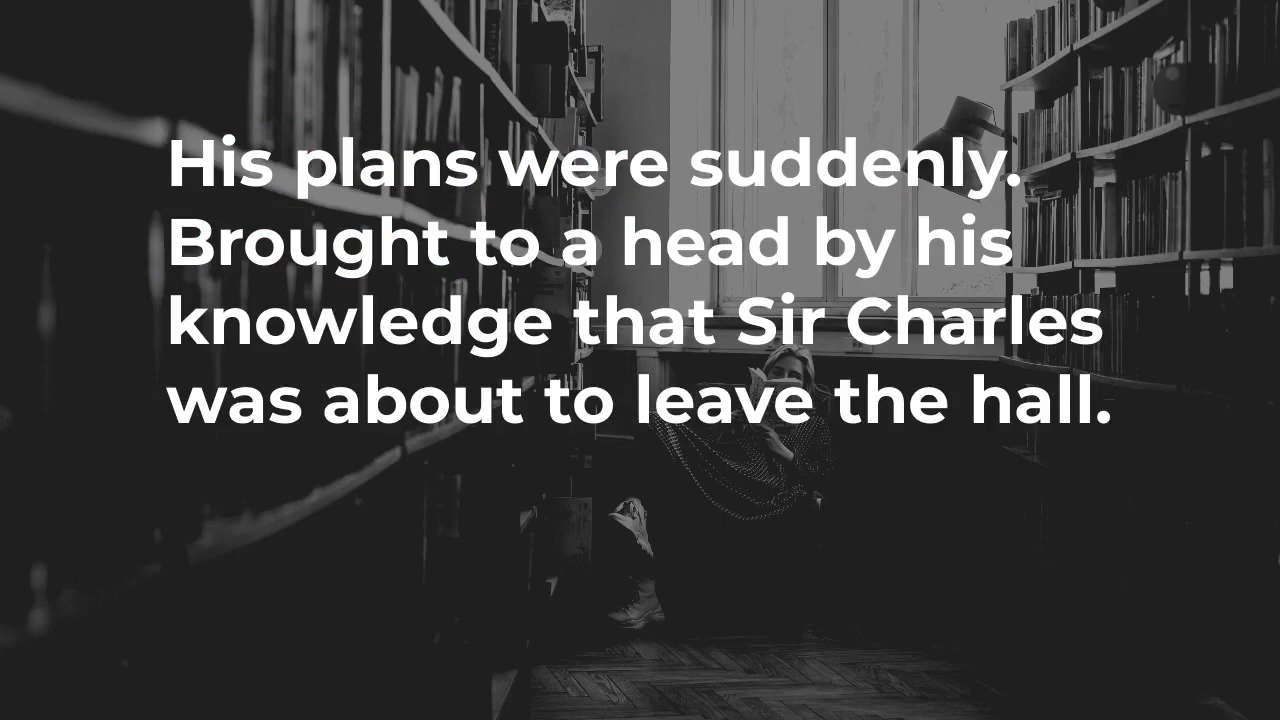 His plans were suddenly.
Brought to a head by his
knowledge that Sir Charles
was about to leave the hall.